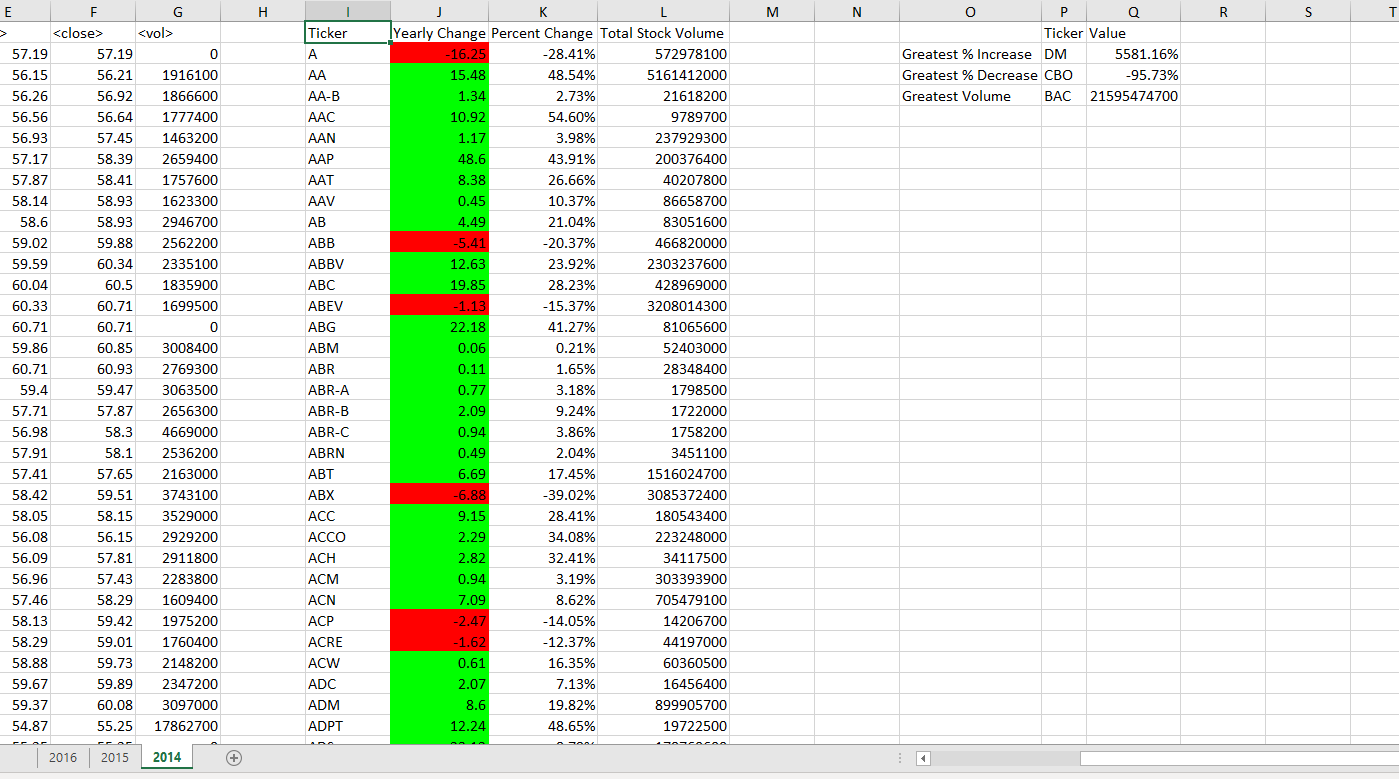 E F G H I J K L M N O P Q R S T
> <close> <vol> Ticker Yearly Change Percent Change Total Stock Volume Ticker Value
57.19 57.19 0 A -16.25 -28.41% 572978100 Greatest % Increase DM 5581.16%
56.15 56.21 1916100 AA 15.48 48.54% 5161412000 Greatest % Decrease CBO -95.73%
56.26 56.92 1866600 AA-B 1.34 2.73% 21618200 Greatest Volume BAC 21595474700
56.56 56.64 1777400 AAC 10.92 54.60% 9789700
56.93 57.45 1463200 AAN 1.17 3.98% 237929300
57.17 58.39 2659400 AAP 48.6 43.91% 200376400
57.87 58.41 1757600 AAT 8.38 26.66% 40207800
58.14 58.93 1623300 AAV 0.45 10.37% 86658700
58.6 58.93 2946700 AB 4.49 21.04% 83051600
59.02 59.88 2562200 ABB -5.41 -20.37% 466820000
59.59 60.34 2335100 ABBV 12.63 23.92% 2303237600
60.04 60.5 1835900 ABC 19.85 28.23% 428969000
60.33 60.71 1699500 ABEV -1.13 -15.37% 3208014300
60.71 60.71 0 ABG 22.18 41.27% 81065600
59.86 60.85 3008400 ABM 0.06 0.21% 52403000
60.71 60.93 2769300 ABR 0.11 1.65% 28348400
59.4 59.47 3063500 ABR-A 0.77 3.18% 1798500
57.71 57.87 2656300 ABR-B 2.09 9.24% 1722000
56.98 58.3 4669000 ABR-C 0.94 3.86% 1758200
57.91 58.1 2536200 ABRN 0.49 2.04% 3451100
57.41 57.65 2163000 ABT 6.69 17.45% 1516024700
58.42 59.51 3743100 ABX -6.88 -39.02% 3085372400
58.05 58.15 3529000 ACC 9.15 28.41% 180543400
56.08 56.15 2929200 ACCO 2.29 34.08% 223248000
56.09 57.81 2911800 ACH 2.82 32.41% 34117500
56.96 57.43 2283800 ACM 0.94 3.19% 303393900
57.46 58.29 1609400 ACN 7.09 8.62% 705479100
58.13 59.42 1975200 ACP -2.47 -14.05% 14206700
58.29 59.01 1760400 ACRE -1.62 -12.37% 44197000
58.88 59.73 2148200 ACW 0.61 16.35% 60360500
59.67 59.89 2347200 ADC 2.07 7.13% 16456400
59.37 60.08 3097000 ADM 8.6 19.82% 899905700
54.87 55.25 17862700 ADPT 12.24 48.65% 19722500
2016 2015 2014